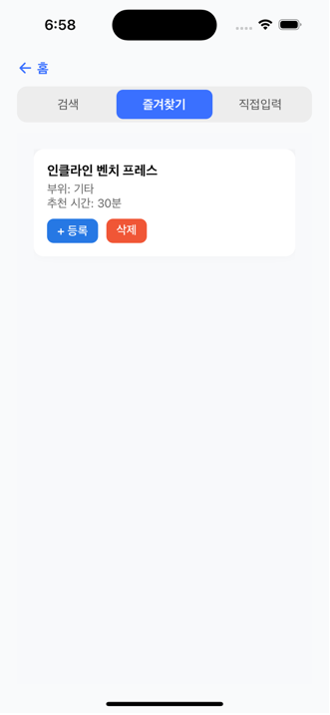 6:58
← 홈
검색 즐겨찾기 직접입력
인클라인 벤치 프레스
부위: 기타
추천 시간: 30분
+ 등록 삭제